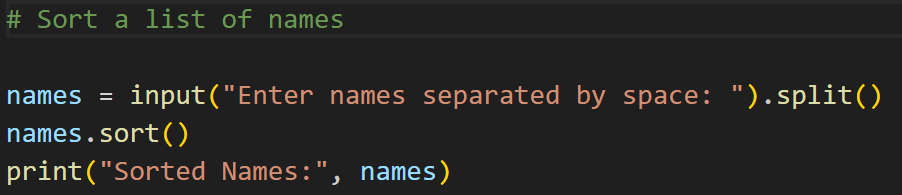 # Sort a list of names
names = input("Enter names separated by space: ").split()
names.sort()
print("Sorted Names:", names)